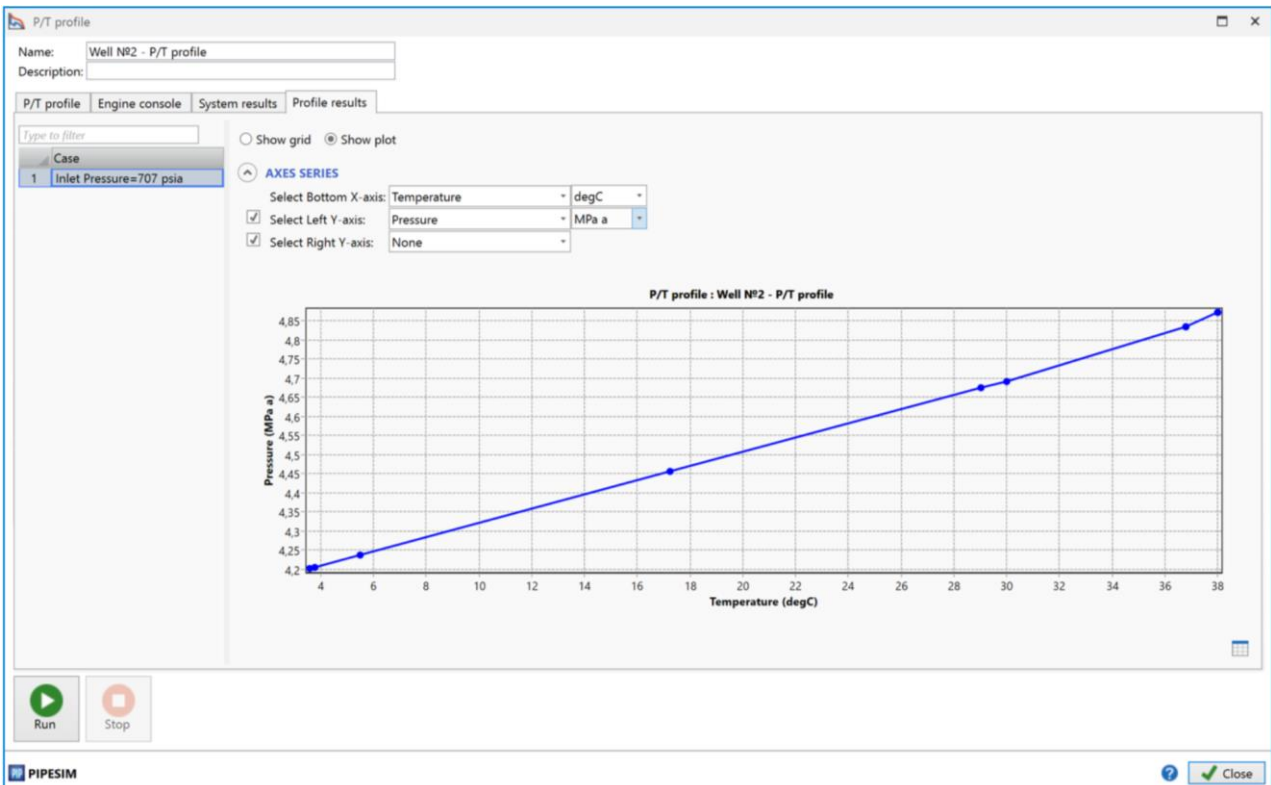 P/T profile
Name: Well №2 - P/T profile
Description:
P/T profile Engine console System results Profile results
Type to filter
Case
1 Inlet Pressure=707 psia
Show grid Show plot
AXES SERIES
Select Bottom X-axis: Temperature degC
Select Left Y-axis: Pressure MPa a
Select Right Y-axis: None
P/T profile : Well №2 - P/T profile
Pressure (MPa a)
4,85
4,8
4,75
4,7
4,65
4,6
4,55
4,5
4,45
4,4
4,35
4,3
4,25
4,2
4 6 8 10 12 14 16 18 20 22 24 26 28 30 32 34 36 38
Temperature (degC)
Run Stop
PIPESIM
? Close